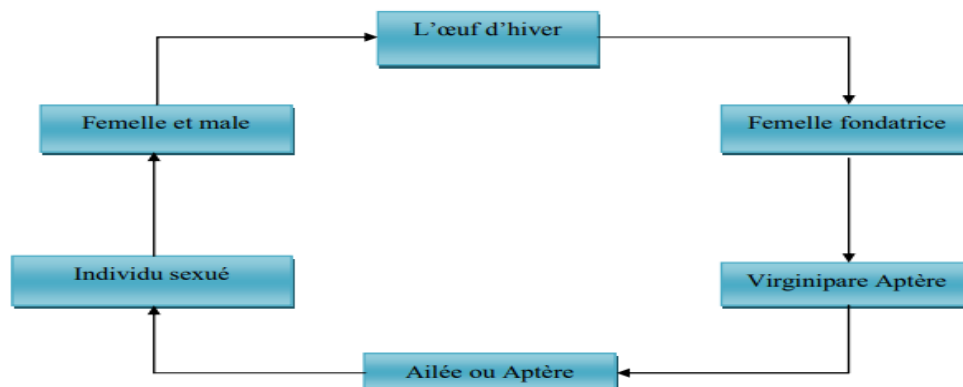 L’œuf d’hiver
Femelle et male
Femelle fondatrice
Individu sexué
Virginipare Aptère
Ailée ou Aptère